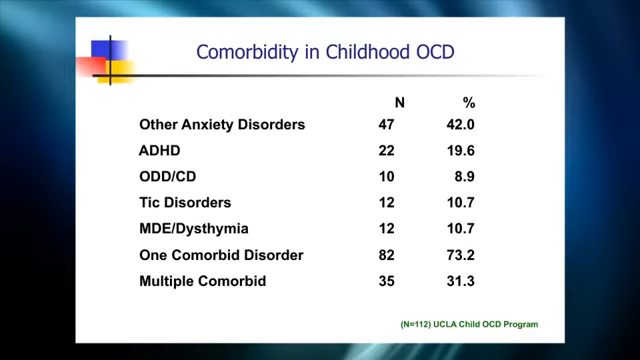 Comorbidity in Childhood OCD
N %
Other Anxiety Disorders 47 42.0
ADHD 22 19.6
ODD/CD 10 8.9
Tic Disorders 12 10.7
MDE/Dysthymia 12 10.7
One Comorbid Disorder 82 73.2
Multiple Comorbid 35 31.3
(N=112) UCLA Child OCD Program